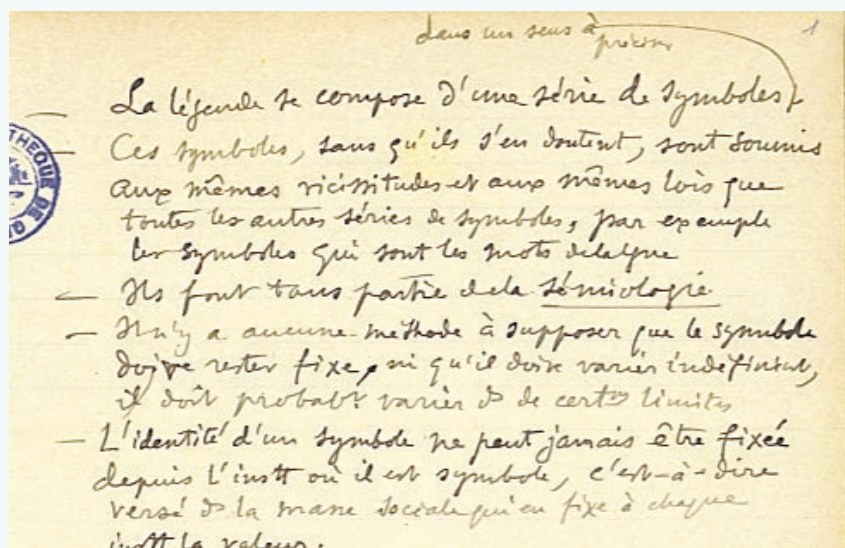 dans un sens à
préciser
1
— La légende se compose d'une série de symboles,
— Ces symboles, sans qu'ils s'en doutent, sont soumis
aux mêmes vicissitudes et aux mêmes lois que
toutes les autres séries de symboles, par exemple
les symboles qui sont les mots de la lgue
— Ils font tous partie de la sémiologie.
— Il n'y a aucune méthode à supposer que le symbole
doive rester fixe, ni qu'il doive varier indéfinimt,
il doit probablt varier ds de certnes limites
— L'identité d'un symbole ne peut jamais être fixée
depuis l'instt où il est symbole, c'est-à-dire
versé ds la masse sociale qui en fixe à chaque
instt la valeur.
THEQUE DE